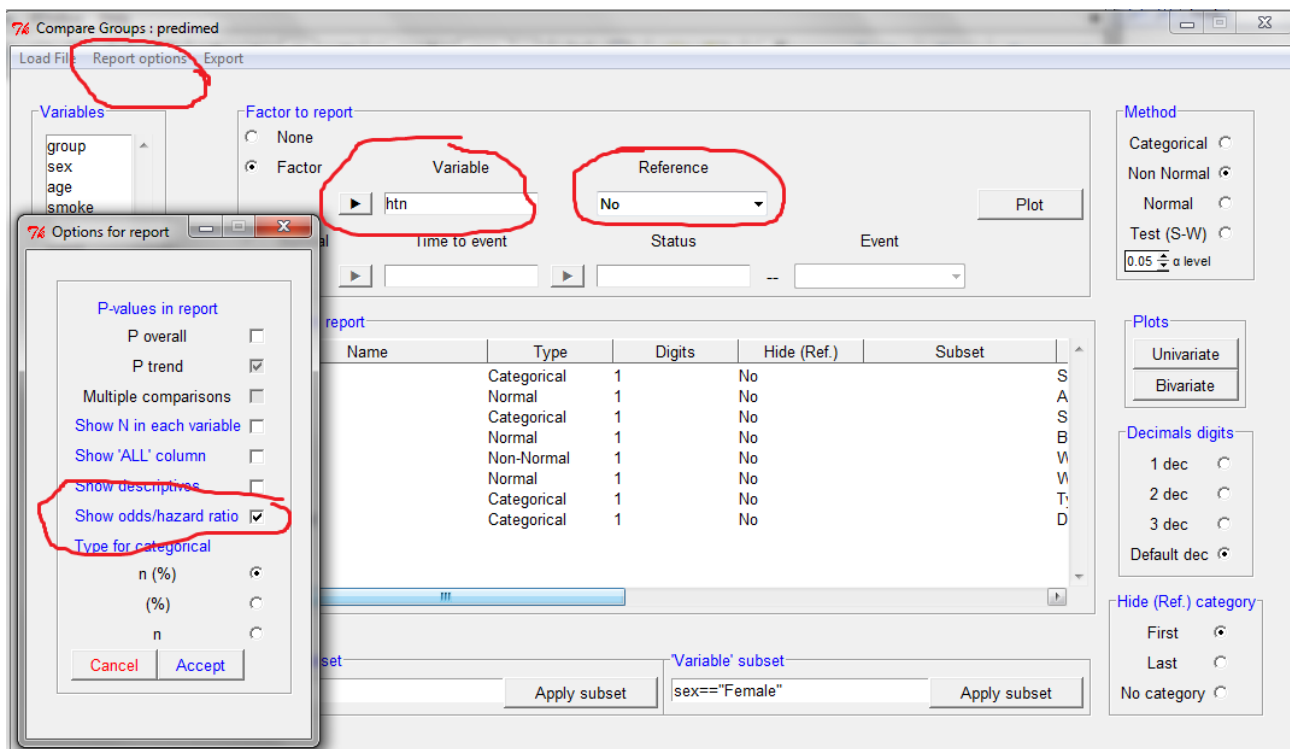 Compare Groups : predimed
Load File Report options Export
Variables
group
sex
age
smoke
Factor to report
None
Factor
Variable
Reference
htn
No
Plot
Time to event
Status
Event
--
Method
Categorical
Non Normal
Normal
Test (S-W)
0.05 α level
Options for report
P-values in report
P overall
P trend
Multiple comparisons
Show N in each variable
Show 'ALL' column
Show descriptives
Show odds/hazard ratio
Type for categorical
n (%)
(%)
n
Cancel Accept
report
Name Type Digits Hide (Ref.) Subset
Categorical 1 No S
Normal 1 No A
Categorical 1 No S
Normal 1 No B
Non-Normal 1 No W
Normal 1 No W
Categorical 1 No Ty
Categorical 1 No D
Plots
Univariate
Bivariate
Decimals digits
1 dec
2 dec
3 dec
Default dec
Hide (Ref.) category
First
Last
No category
Apply subset
'Variable' subset
sex=="Female"
Apply subset